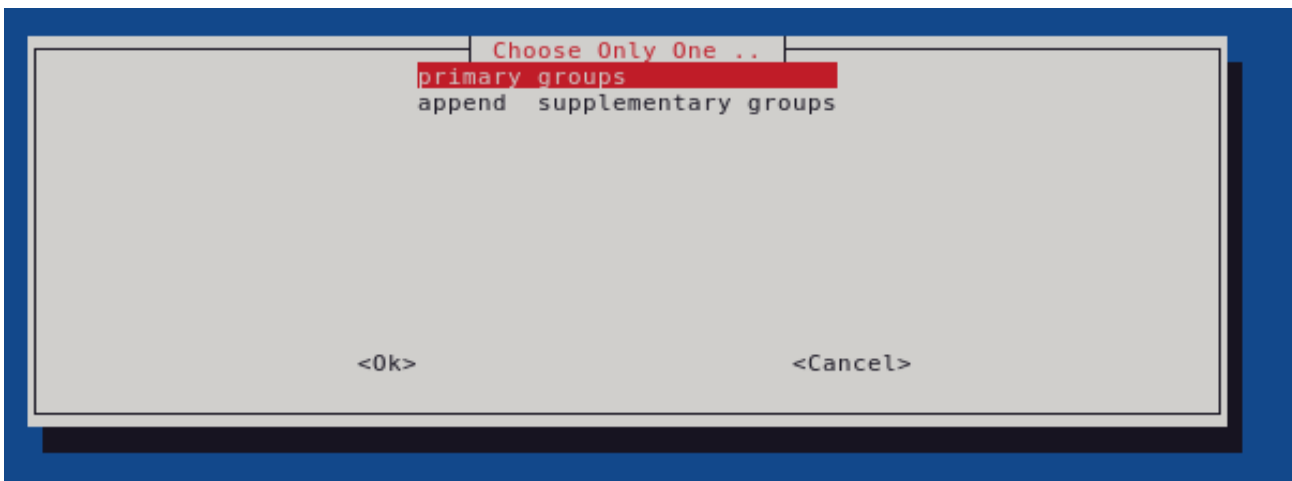 Choose Only One ..
primary groups
append  supplementary groups
<Ok> <Cancel>